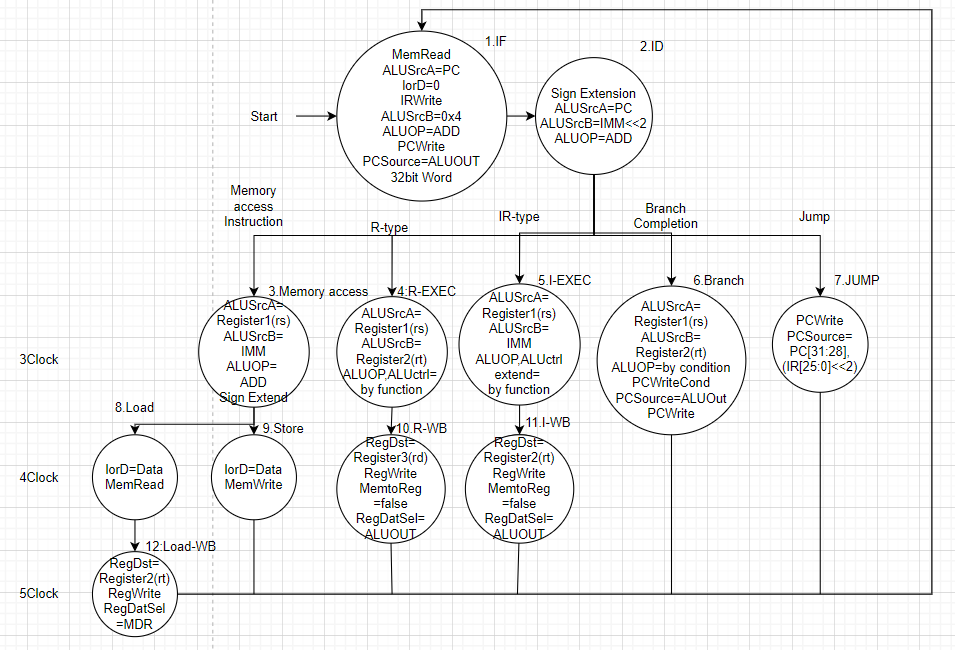 1.IF
MemRead
ALUSrcA=PC
IorD=0
IRWrite
ALUSrcB=0x4
ALUOP=ADD
PCWrite
PCSource=ALUOUT
32bit Word
Start
2.ID
Sign Extension
ALUSrcA=PC
ALUSrcB=IMM<<2
ALUOP=ADD
Memory
access
Instruction
R-type
IR-type
Branch
Completion
Jump
3Clock
3.Memory access
ALUSrcA=
Register1(rs)
ALUSrcB=
IMM
ALUOP=
ADD
Sign Extend
4:R-EXEC
ALUSrcA=
Register1(rs)
ALUSrcB=
Register2(rt)
ALUOP,ALUctrl=
by function
5.I-EXEC
ALUSrcA=
Register1(rs)
ALUSrcB=
IMM
ALUOP,ALUctrl
extend=
by function
6.Branch
ALUSrcA=
Register1(rs)
ALUSrcB=
Register2(rt)
ALUOP=by condition
PCWriteCond
PCSource=ALUOut
PCWrite
7.JUMP
PCWrite
PCSource=
PC[31:28],
(IR[25:0]<<2)
4Clock
8.Load
IorD=Data
MemRead
9.Store
IorD=Data
MemWrite
10.R-WB
RegDst=
Register3(rd)
RegWrite
MemtoReg
=false
RegDatSel=
ALUOUT
11.I-WB
RegDst=
Register2(rt)
RegWrite
MemtoReg
=false
RegDatSel=
ALUOUT
5Clock
12:Load-WB
RegDst=
Register2(rt)
RegWrite
RegDatSel
=MDR